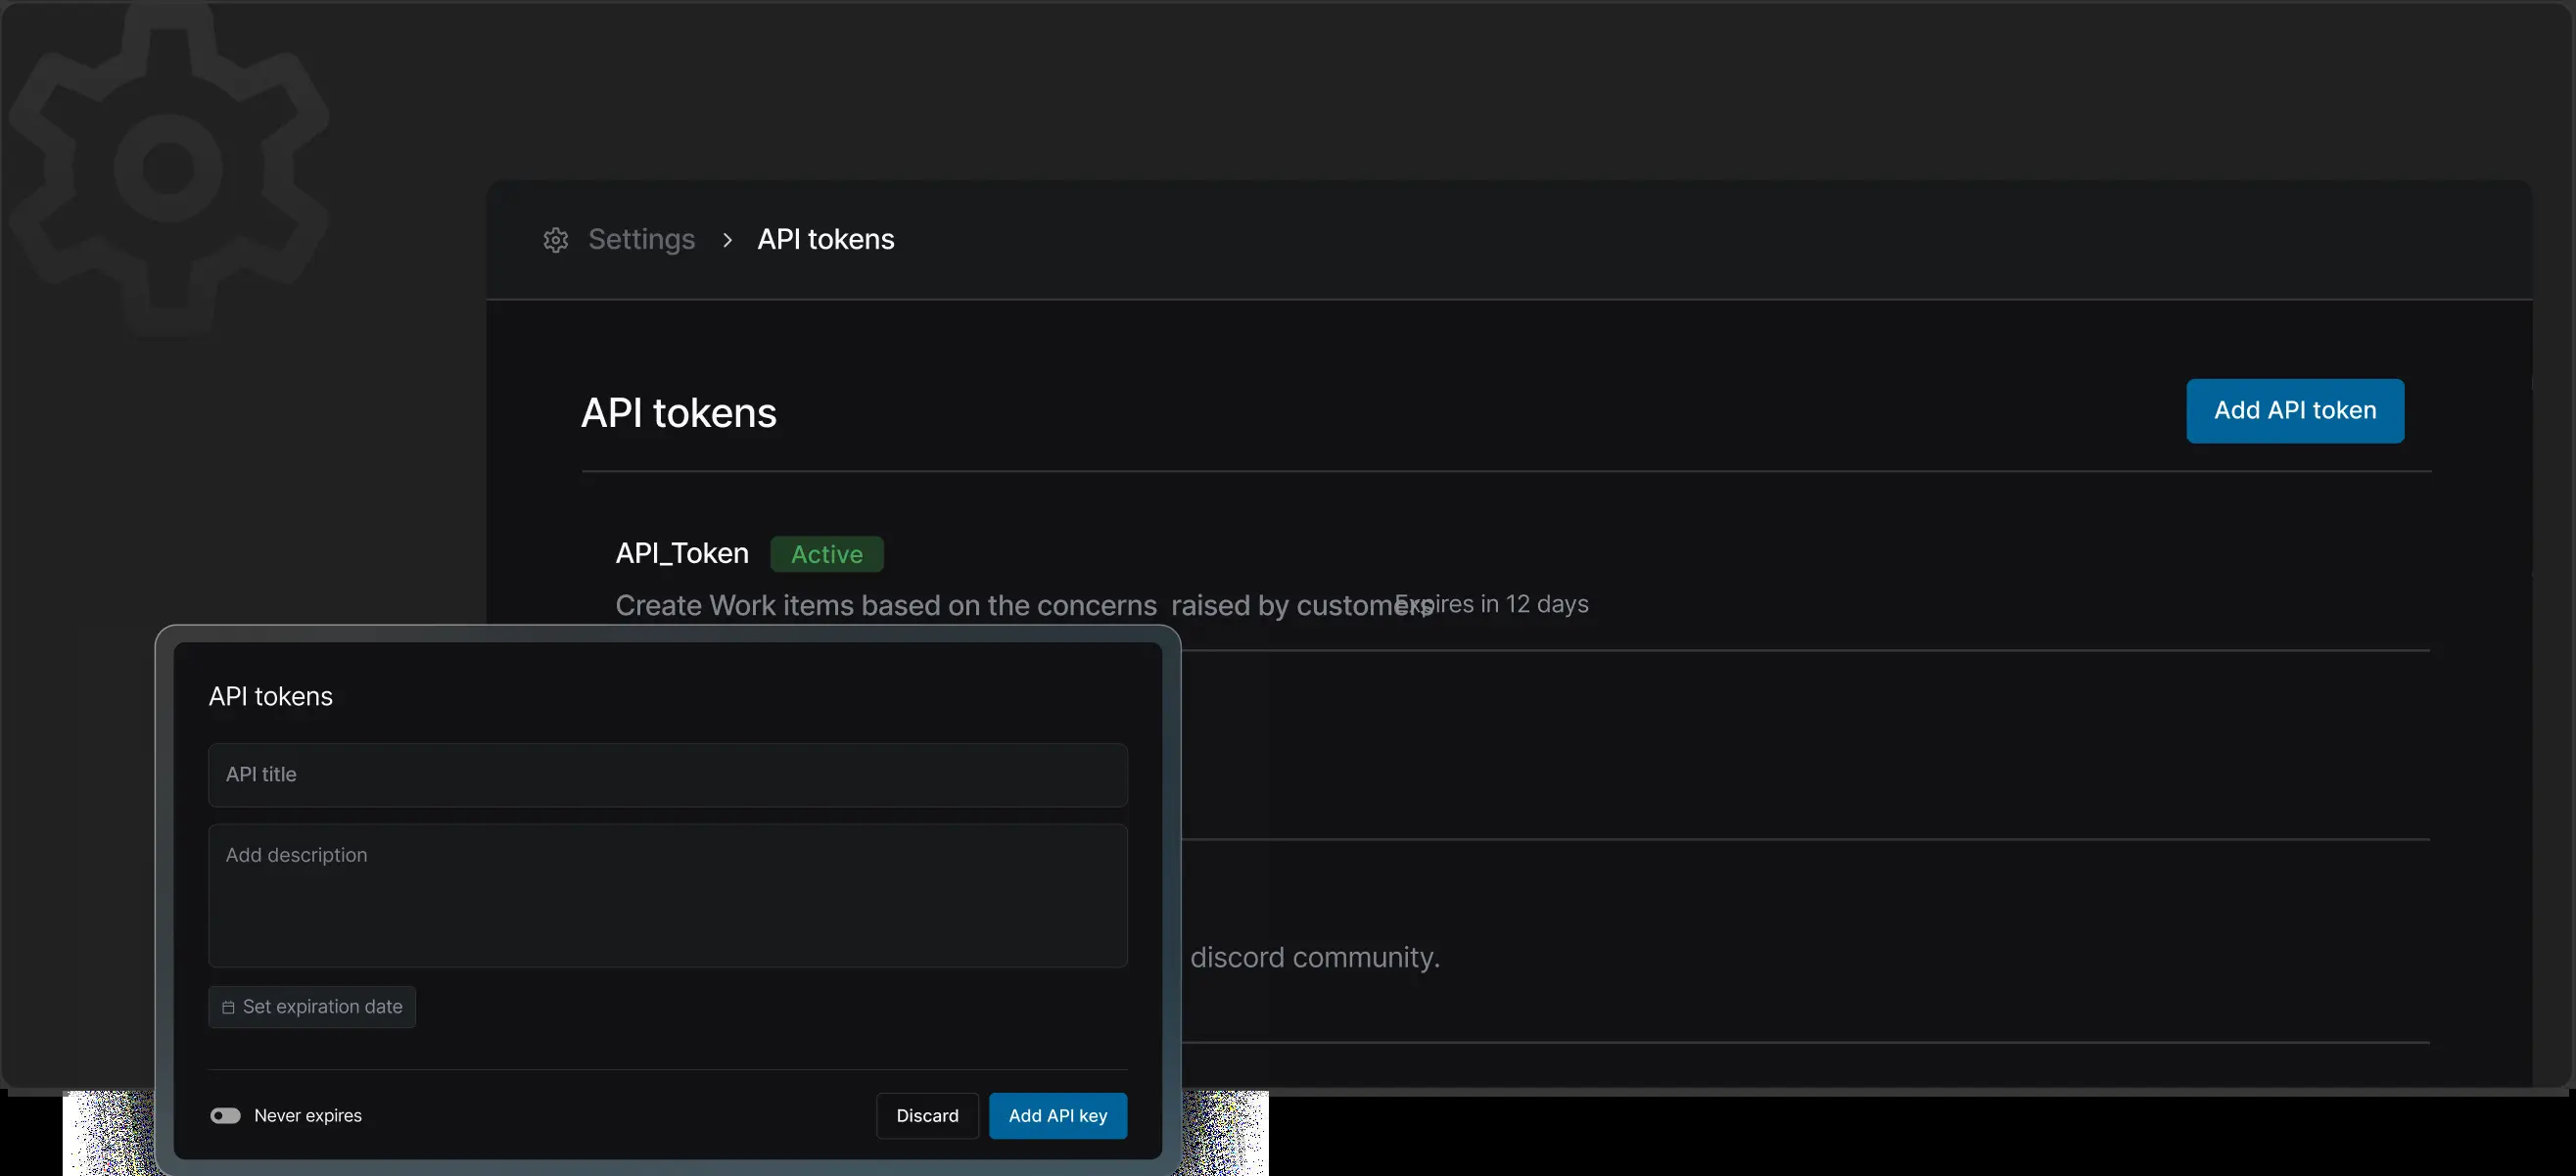 Settings > API tokens
API tokens
Add API token
API_Token Active
Create Work items based on the concerns raised by customers
Expires in 12 days
discord community.
API tokens
API title
Add description
Set expiration date
Never expires
Discard
Add API key